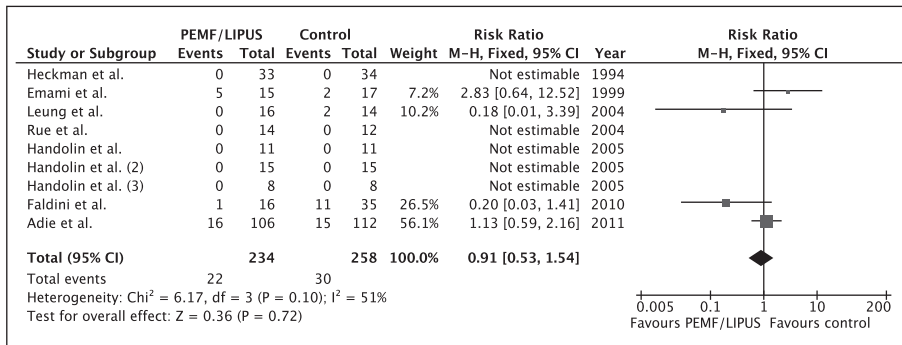 PEMF/LIPUS Control Risk Ratio Risk Ratio
Study or Subgroup Events Total Events Total Weight M-H, Fixed, 95% CI Year M-H, Fixed, 95% CI
Heckman et al. 0 33 0 34 Not estimable 1994
Emami et al. 5 15 2 17 7.2% 2.83 [0.64, 12.52] 1999
Leung et al. 0 16 2 14 10.2% 0.18 [0.01, 3.39] 2004
Rue et al. 0 14 0 12 Not estimable 2004
Handolin et al. 0 11 0 11 Not estimable 2005
Handolin et al. (2) 0 15 0 15 Not estimable 2005
Handolin et al. (3) 0 8 0 8 Not estimable 2005
Faldini et al. 1 16 11 35 26.5% 0.20 [0.03, 1.41] 2010
Adie et al. 16 106 15 112 56.1% 1.13 [0.59, 2.16] 2011
Total (95% CI) 234 258 100.0% 0.91 [0.53, 1.54]
Total events 22 30
Heterogeneity: Chi² = 6.17, df = 3 (P = 0.10); I² = 51%
Test for overall effect: Z = 0.36 (P = 0.72)
0.005 0.1 1 10 200
Favours PEMF/LIPUS Favours control